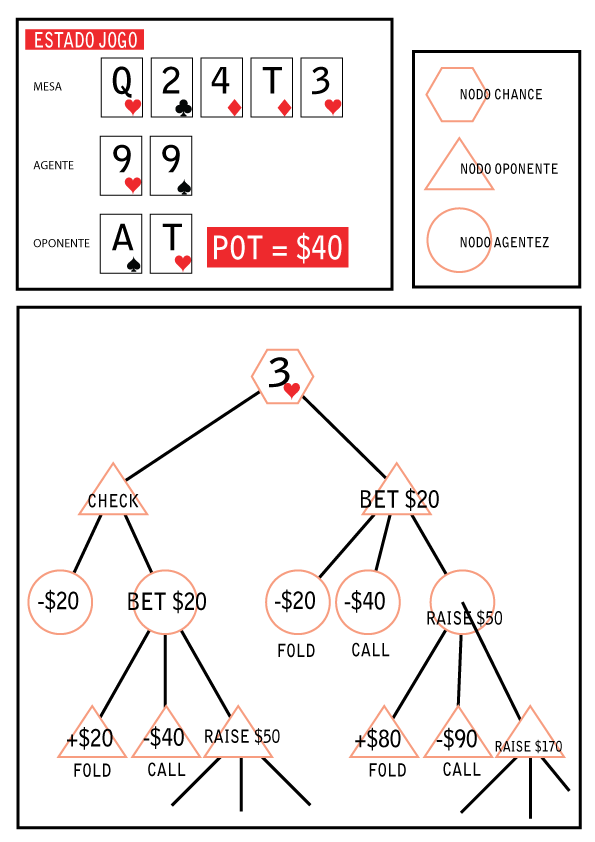 ESTADO JOGO
MESA Q 2 4 T 3
AGENTE 9 9
OPONENTE A T
POT = $40
NODO CHANCE
NODO OPONENTE
NODO AGENTEZ
3
CHECK BET $20
-$20 BET $20 -$20 -$40 RAISE $50
FOLD CALL
+$20 -$40 RAISE $50 +$80 -$90 RAISE $170
FOLD CALL FOLD CALL